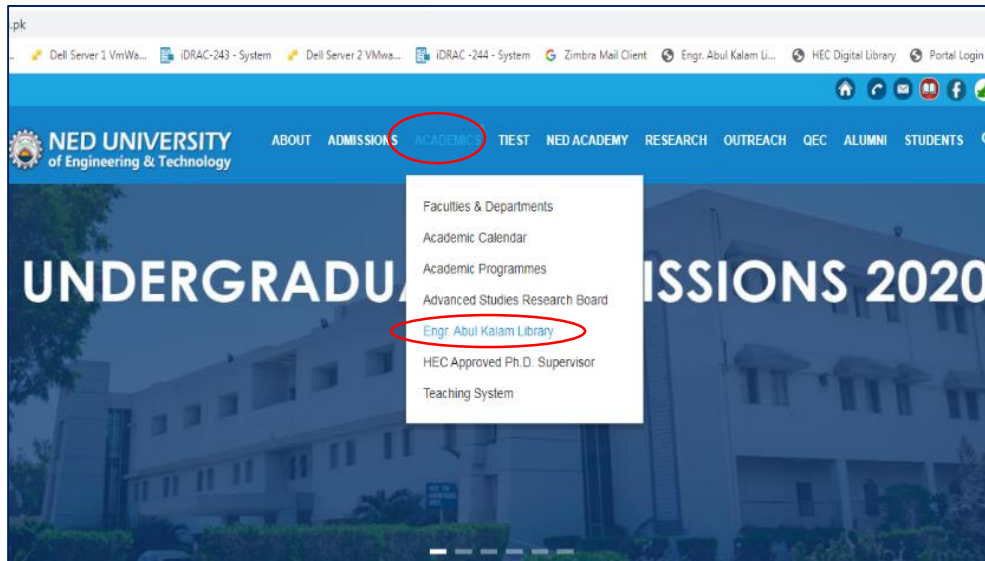 .pk
Dell Server 1 VmWa... iDRAC-243 - System Dell Server 2 VMwa... iDRAC -244 - System Zimbra Mail Client Engr. Abul Kalam Li... HEC Digital Library Portal Login
NED UNIVERSITY
of Engineering & Technology
ABOUT ADMISSIONS ACADEMICS TIEST NED ACADEMY RESEARCH OUTREACH QEC ALUMNI STUDENTS
Faculties & Departments
Academic Calendar
Academic Programmes
Advanced Studies Research Board
Engr. Abul Kalam Library
HEC Approved Ph.D. Supervisor
Teaching System
UNDERGRADU ISSIONS 2020